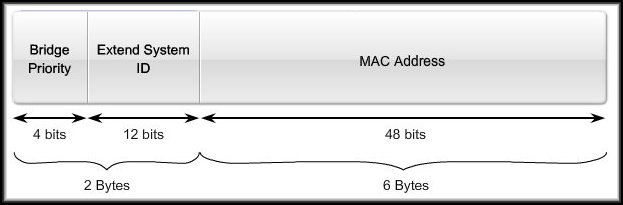 Bridge
Priority
Extend System
ID
MAC Address
4 bits
12 bits
48 bits
2 Bytes
6 Bytes